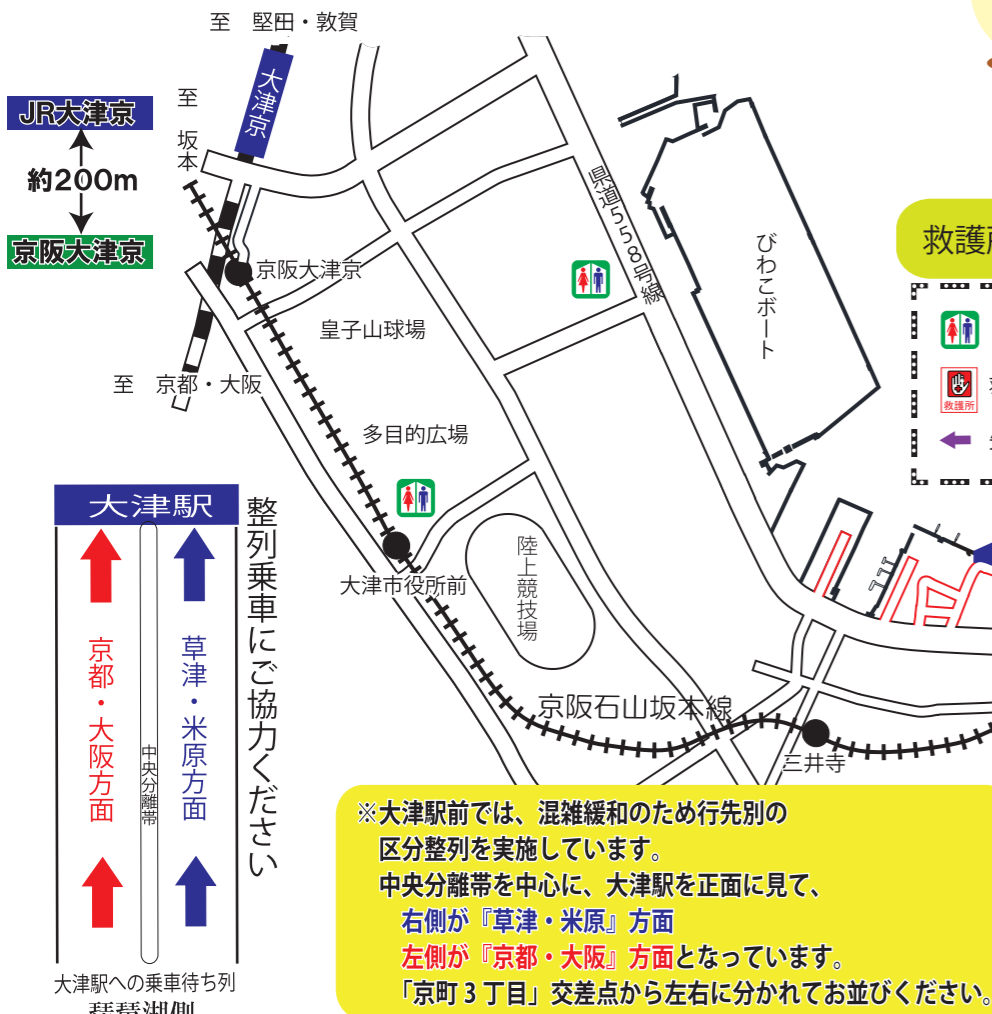 至　堅田・敦賀
大津京
至　坂本
JR大津京
約200m
京阪大津京
京阪大津京
県道558号線
びわこボート
皇子山球場
至　京都・大阪
多目的広場
救護所
大津市役所前
陸上競技場
京阪石山坂本線
三井寺
大津駅
整列乗車にご協力ください
京都・大阪方面
中央分離帯
草津・米原方面
大津駅への乗車待ち列
琵琶湖側
救護所
※大津駅前では、混雑緩和のため行先別の
区分整列を実施しています。
中央分離帯を中心に、大津駅を正面に見て、
右側が『草津・米原』方面
左側が『京都・大阪』方面となっています。
「京町3丁目」交差点から左右に分かれてお並びください。